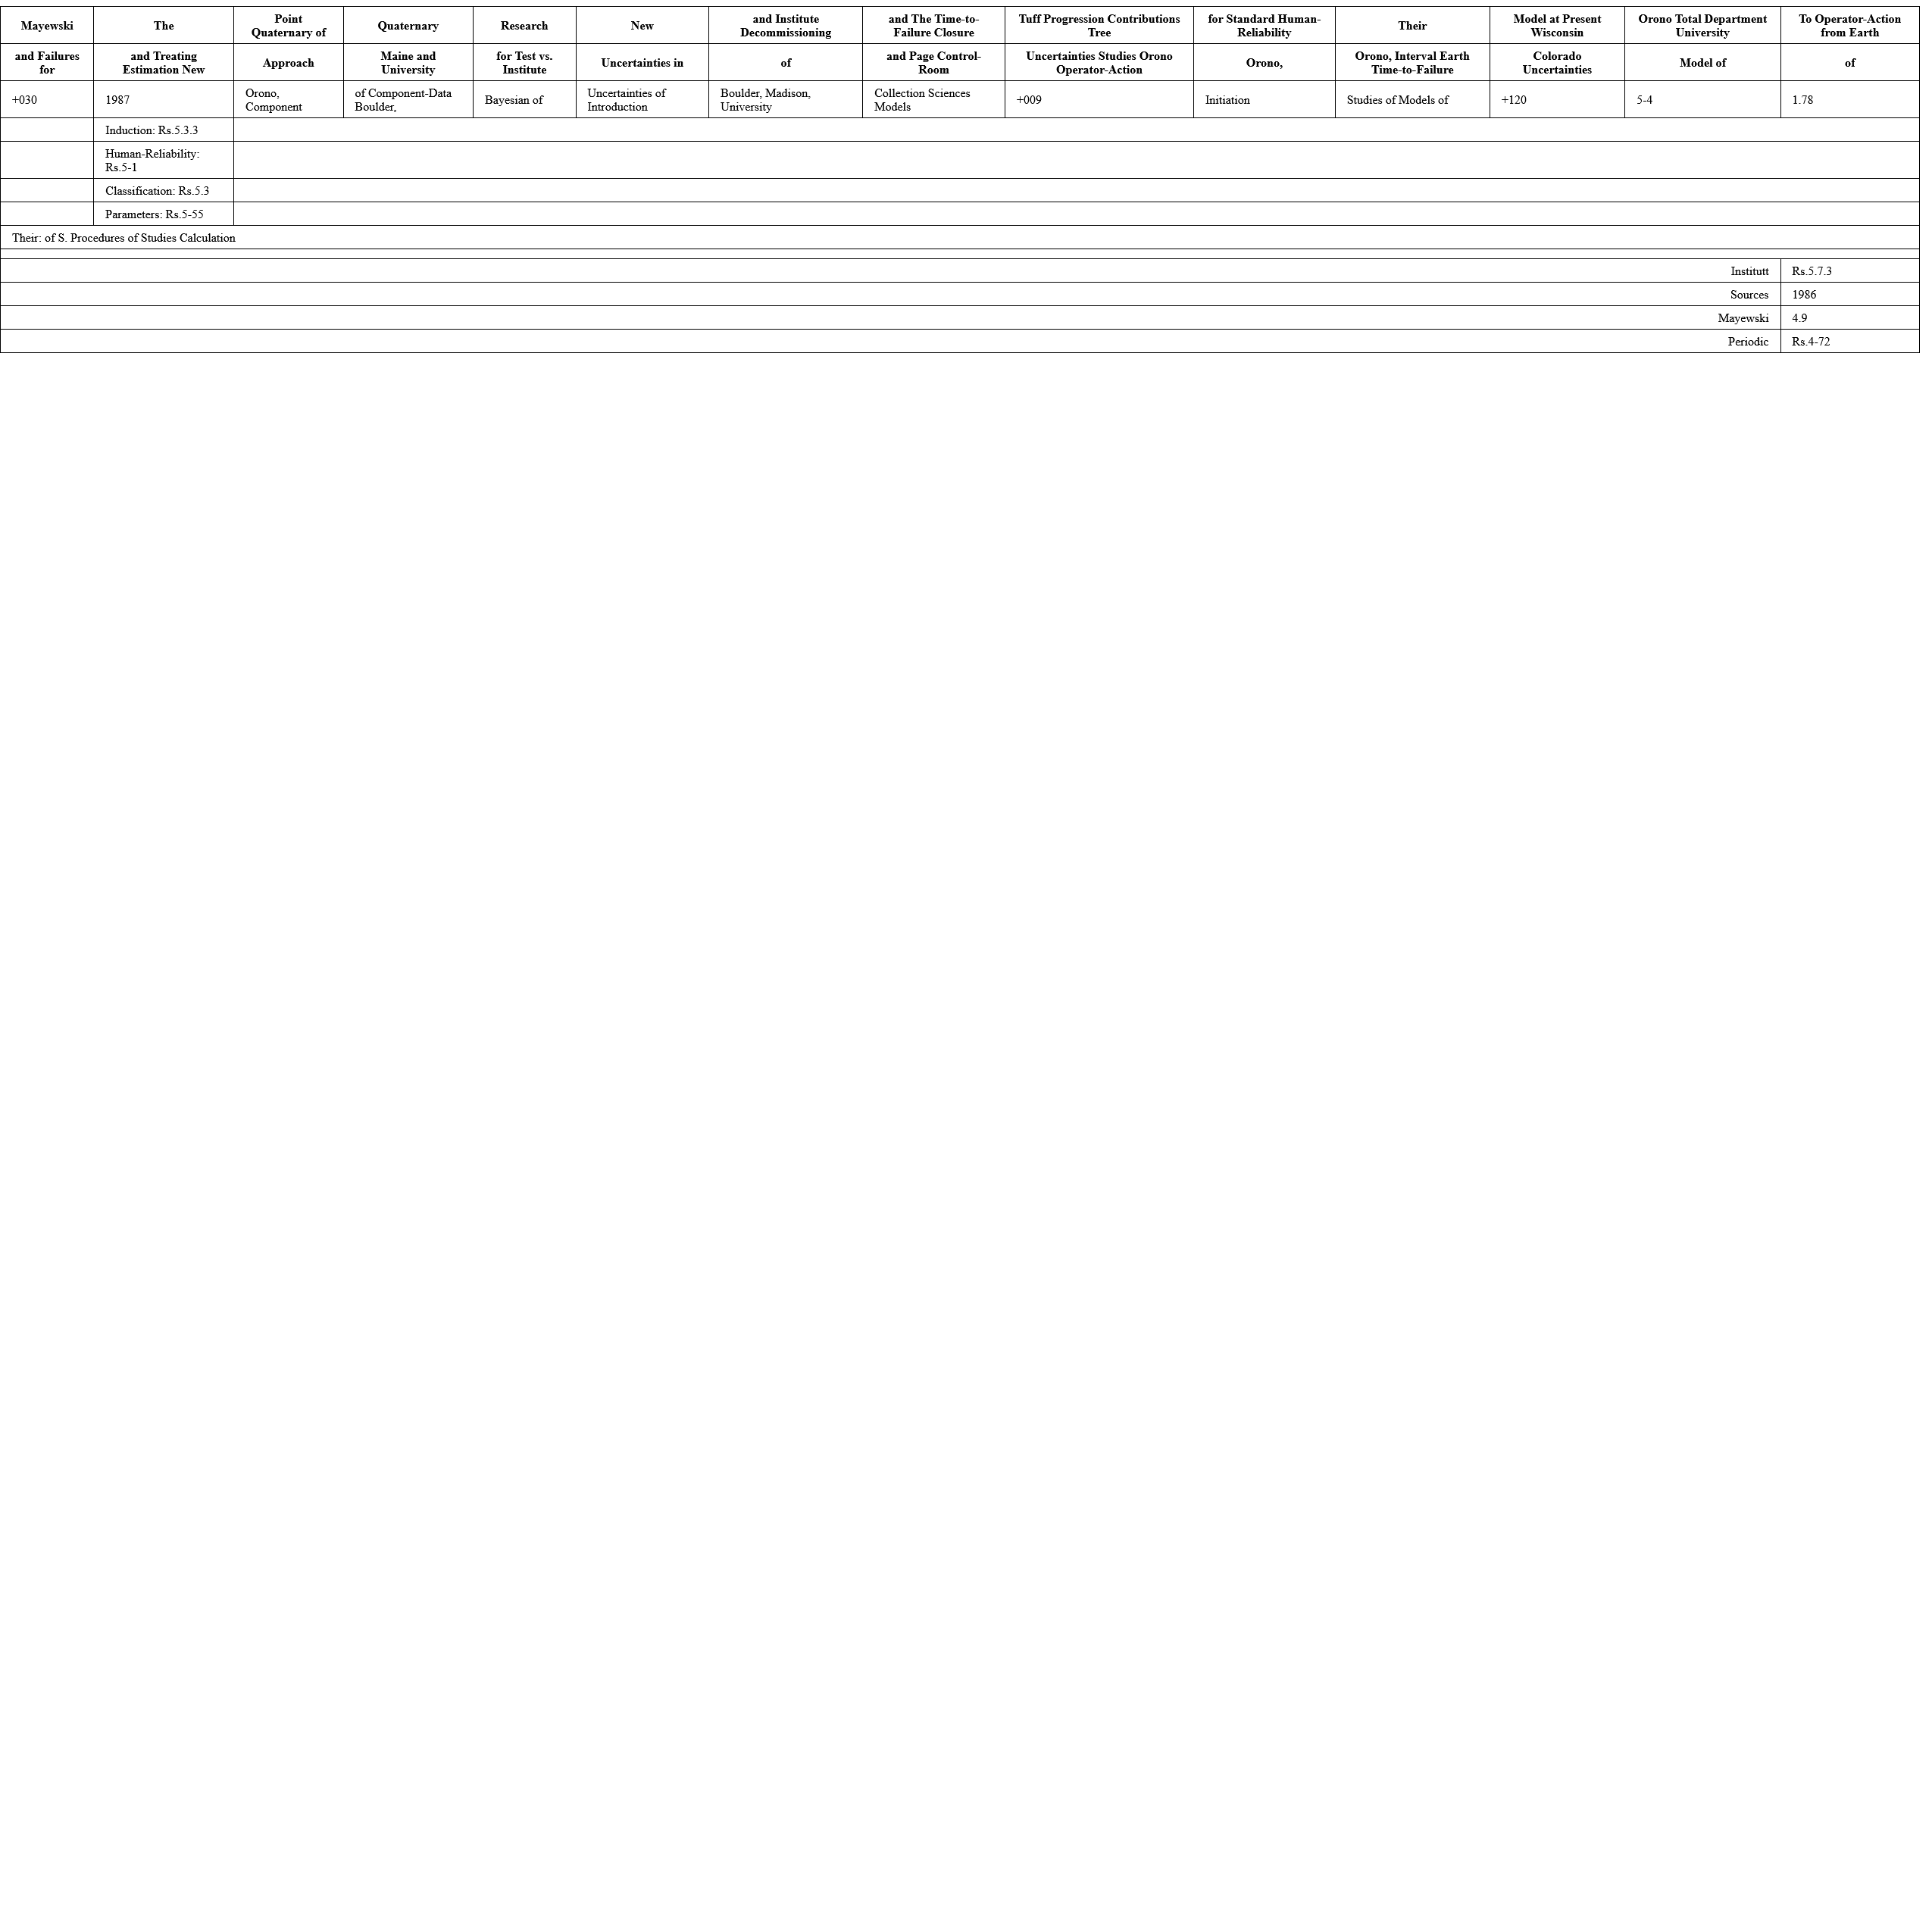 Mayewski The Point Quaternary of Quaternary Research New and Institute Decommissioning and The Time-to-Failure Closure Tuff Progression Contributions Tree for Standard Human-Reliability Their Model at Present Wisconsin Orono Total Department University To Operator-Action from Earth
and Failures for and Treating Estimation New Approach Maine and University for Test vs. Institute Uncertainties in of and Page Control-Room Uncertainties Studies Orono Operator-Action Orono, Orono, Interval Earth Time-to-Failure Colorado Uncertainties Model of of
+030 1987 Orono, Component of Component-Data Boulder, Bayesian of Uncertainties of Introduction Boulder, Madison, University Collection Sciences Models +009 Initiation Studies of Models of +120 5-4 1.78
Induction: Rs.5.3.3
Human-Reliability: Rs.5-1
Classification: Rs.5.3
Parameters: Rs.5-55
Their: of S. Procedures of Studies Calculation
Institutt Rs.5.7.3
Sources 1986
Mayewski 4.9
Periodic Rs.4-72